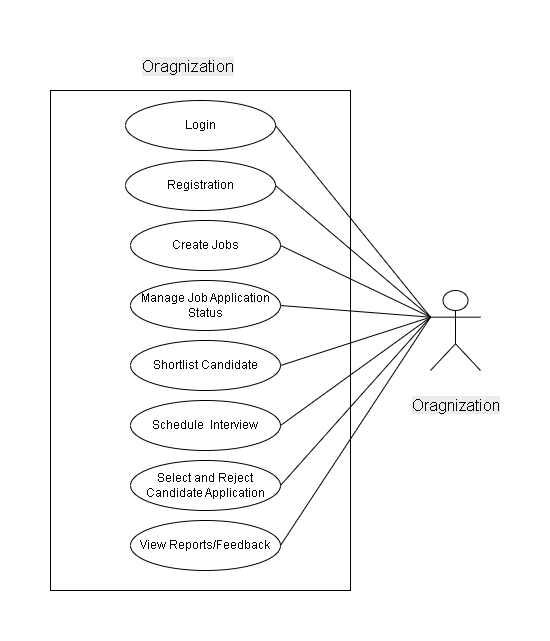 Oragnization
Login
Registration
Create Jobs
Manage Job Application
Status
Shortlist Candidate
Oragnization
Schedule  Interview
Select and Reject
Candidate Application
View Reports/Feedback